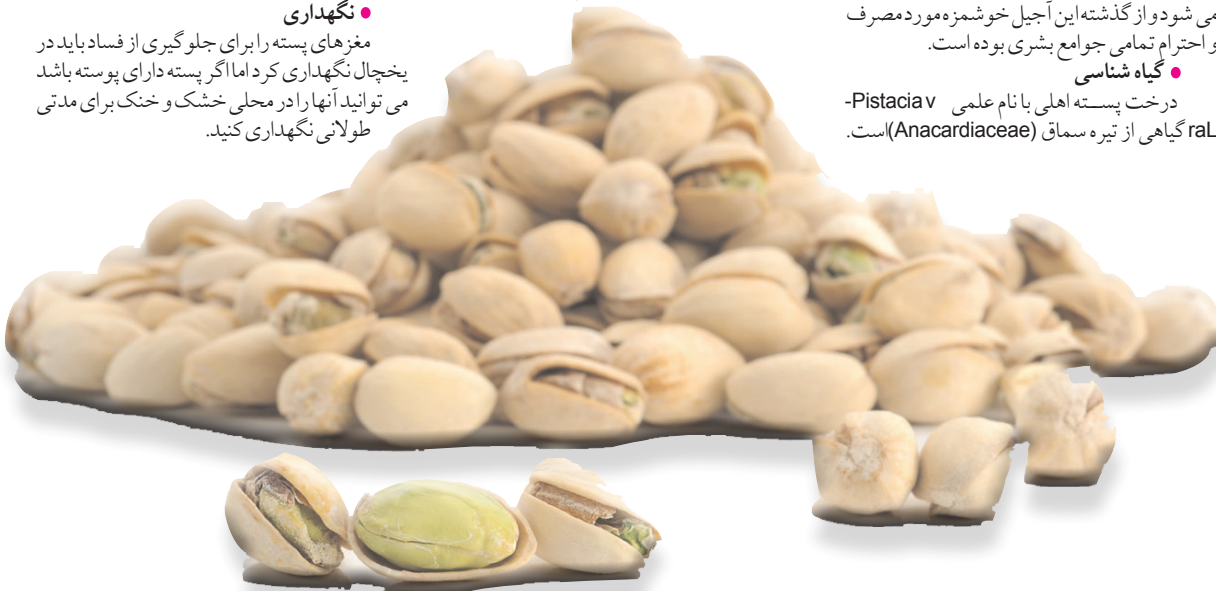 می شود و از گذشته این آجیل خوشمزه مورد مصرف
و احترام تمامی جوامع بشری بوده است.
● گیاه شناسی
درخت پسته اهلی با نام علمی Pistacia v-
raL گیاهی از تیره سماق (Anacardiaceae) است.
● نگهداری
مغزهای پسته را برای جلوگیری از فساد باید در
یخچال نگهداری کرد اما اگر پسته دارای پوسته باشد
می توانید آنها را در محلی خشک و خنک برای مدتی
طولانی نگهداری کنید.